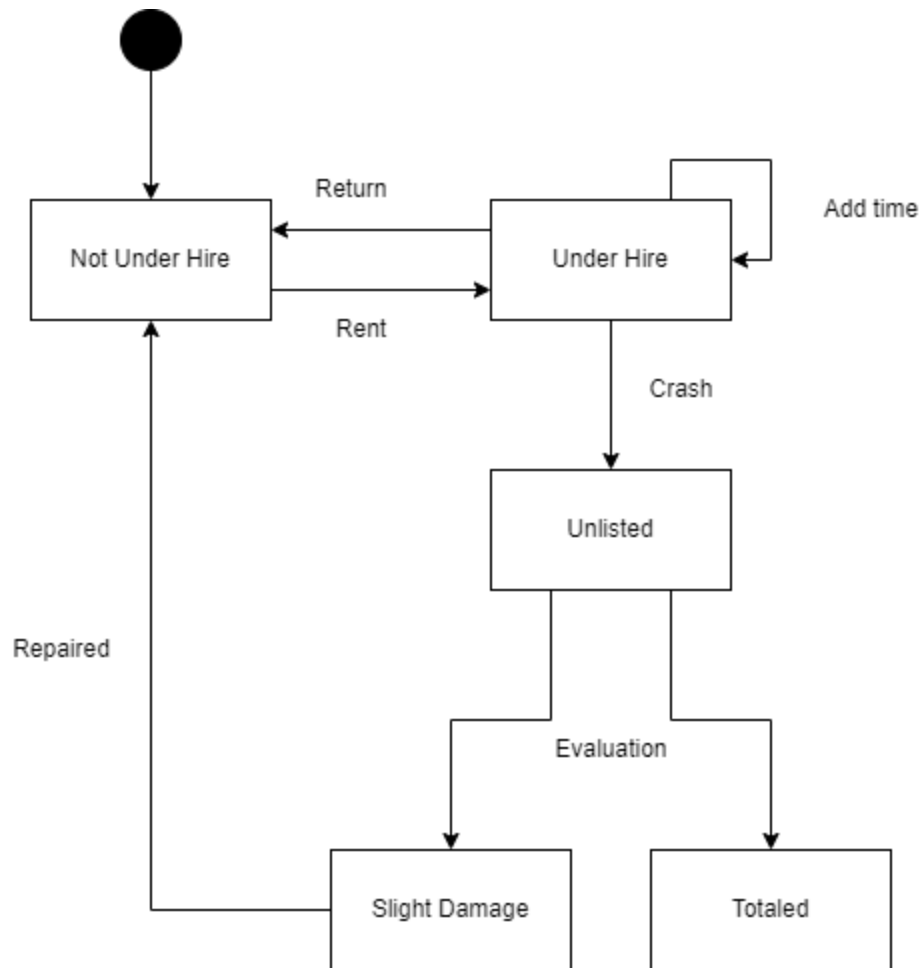 Return
Add time
Not Under Hire
Under Hire
Rent
Crash
Unlisted
Repaired
Evaluation
Slight Damage
Totaled